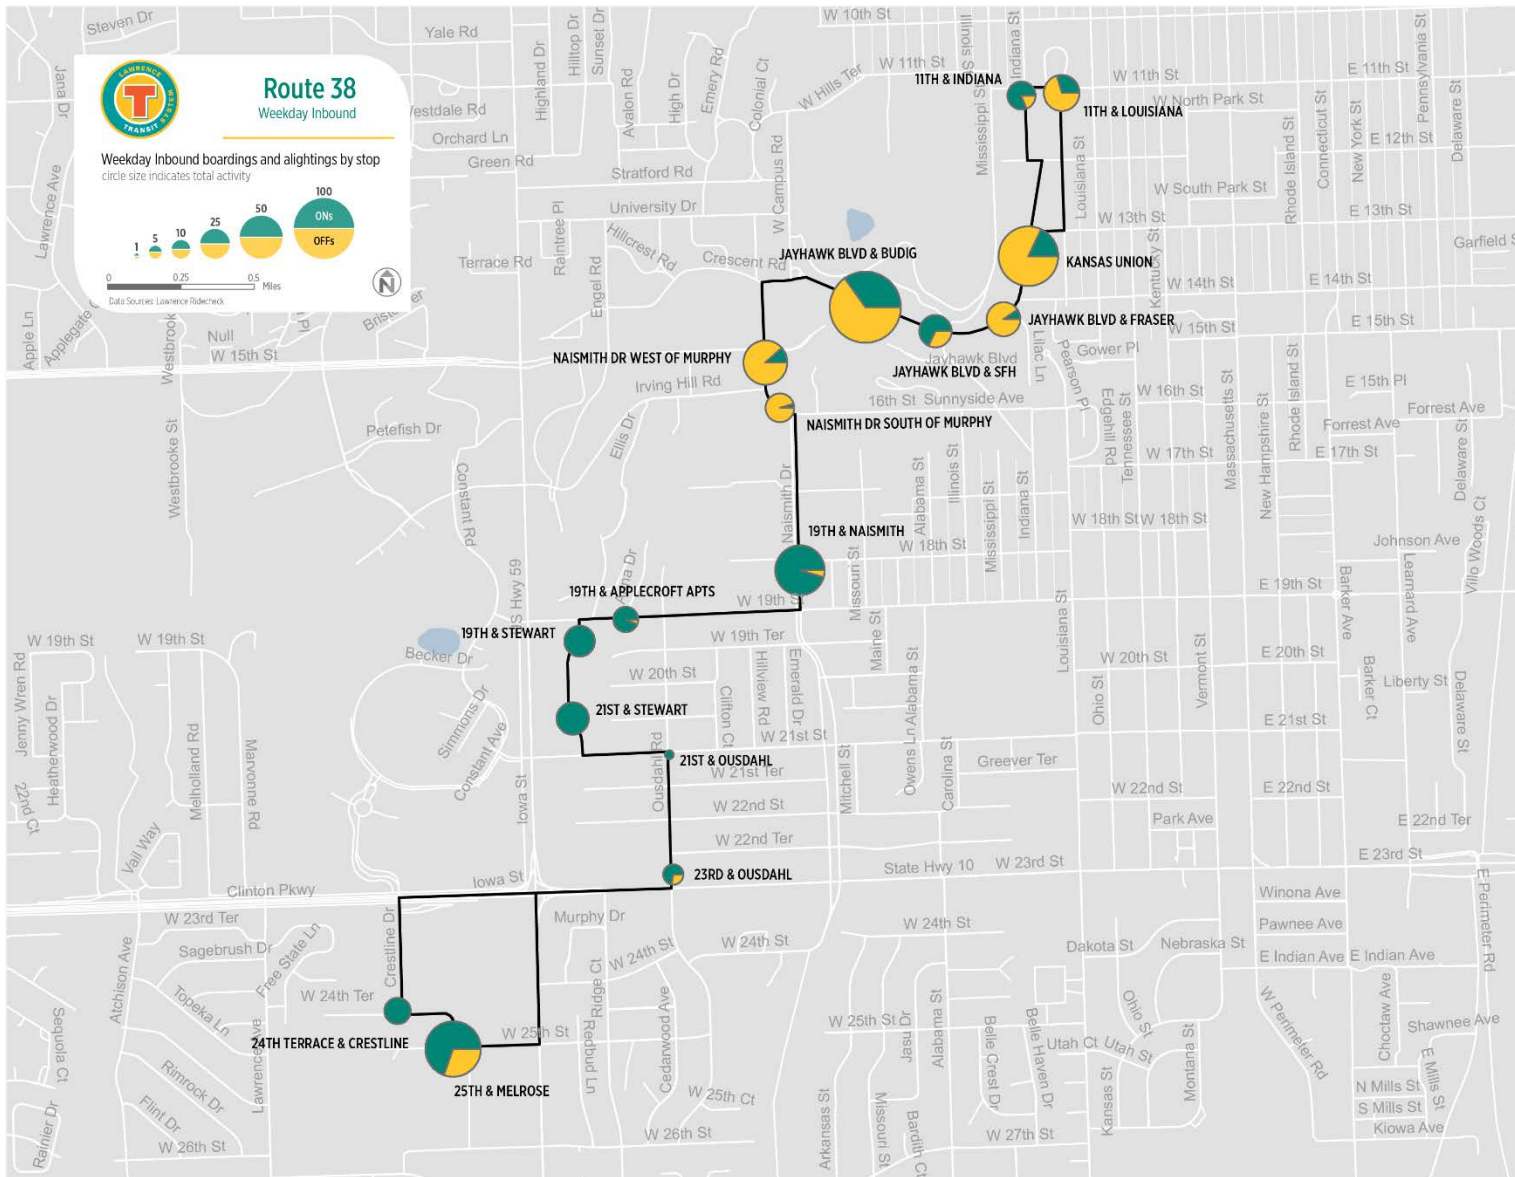 LAWRENCE
T
TRANSIT SYSTEM
Route 38
Weekday Inbound
Weekday Inbound boardings and alightings by stop
circle size indicates total activity
1 5 10 25 50 100
ONs
OFFs
0 0.25 0.5 Miles
N
Data Sources: Lawrence Ridecheck
11TH & INDIANA
11TH & LOUISIANA
KANSAS UNION
JAYHAWK BLVD & BUDIG
JAYHAWK BLVD & FRASER
JAYHAWK BLVD & SFH
NAISMITH DR WEST OF MURPHY
NAISMITH DR SOUTH OF MURPHY
19TH & NAISMITH
19TH & APPLECROFT APTS
19TH & STEWART
21ST & STEWART
21ST & OUSDAHL
23RD & OUSDAHL
24TH TERRACE & CRESTLINE
25TH & MELROSE
Steven Dr
Jana Dr
Lawrence Ave
Yale Rd
Westdale Rd
Orchard Ln
Green Rd
Highland Dr
Hilltop Dr
Sunset Dr
Avalon Rd
High Dr
Emery Rd
Colonial Ct
W Hills Ter
W 10th St
W 11th St
Illinois St
Indiana St
Mississippi St
W 11th St
E 11th St
W North Park St
E 12th St
Pennsylvania St
Delaware St
Connecticut St
New York St
Rhode Island St
Stratford Rd
University Dr
W Campus Rd
Louisiana St
W South Park St
W 13th St
E 13th St
Garfield S
Terrace Rd
Raintree Pl
Hillcrest Rd
Crescent Rd
Engel Rd
Kentucky St
W 14th St
E 14th St
W 15th St
E 15th St
Apple Ln
Westbrook
Null
W 15th St
Irving Hill Rd
Jayhawk Blvd
Lilac Ln
Pearson Pl
Gower Pl
16th St Sunnyside Ave
W 16th St
E 15th Pl
Forrest Ave
Forrest Ave
Edgehill Rd
Tennessee St
Massachusetts St
New Hampshire St
Rhode Island St
W 17th St
E 17th St
Delaware St
Westbrooke St
Petefish Dr
Ellis Dr
Constant Rd
Naismith Dr
Alabama St
Illinois St
Mississippi St
Indiana St
W 18th St
W 18th St
W 18th St
Missouri St
Johnson Ave
Learnard Ave
Villo Woods Ct
Barker Ave
W 19th S
E 19th St
W 19th St
W 19th St
Becker Dr
W 19th Ter
W 20th St
Maine St
Louisiana St
W 20th St
E 20th St
Vermont St
Barker Ct
Liberty St
Delaware St
Jenny Wren Rd
Heatherwood Dr
Melholland Rd
Marvonne Rd
22nd Ct
Simmons Dr
Constant Ave
Iowa St
Ousdahl Rd
Clifton Ct
Hillview Rd
Emerald Dr
W 21st St
Owens Ln
Alabama St
Ohio St
E 21st St
W 21st Ter
W 22nd St
W 22nd Ter
Mitchell St
Carolina St
Greever Ter
W 22nd St
E 22nd St
Park Ave
E 22nd Ter
Vail Way
Clinton Pkwy
Iowa St
State Hwy 10
W 23rd St
E 23rd St
E Perimeter Rd
W 23rd Ter
Sagebrush Dr
Free State Ln
Crestline Dr
Murphy Dr
W 24th St
W 24th St
W 24th St
Ridge Ct
Winona Ave
Pawnee Ave
Dakota St
Nebraska St
E Indian Ave
E Indian Ave
Atchison Ave
Topeka Ln
W 24th Ter
W 25th St
Redbud Ln
Cedarwood Ave
W 25th St
Jasu Dr
Alabama St
Belle Crest Dr
Belle Haven Dr
Ohio St
Utah Ct
Utah St
Montana St
W Perimeter Rd
Choctaw Ave
Shawnee Ave
Sequoia Ct
Rimrock Dr
Flint Dr
Lawrence Ave
W 26th St
Rainier Dr
W 25th Ct
W 26th St
Arkansas St
Missouri St
Bardith Ct
W 27th St
Kansas St
N Mills St
S Mills St
E Mills St
Kiowa Ave